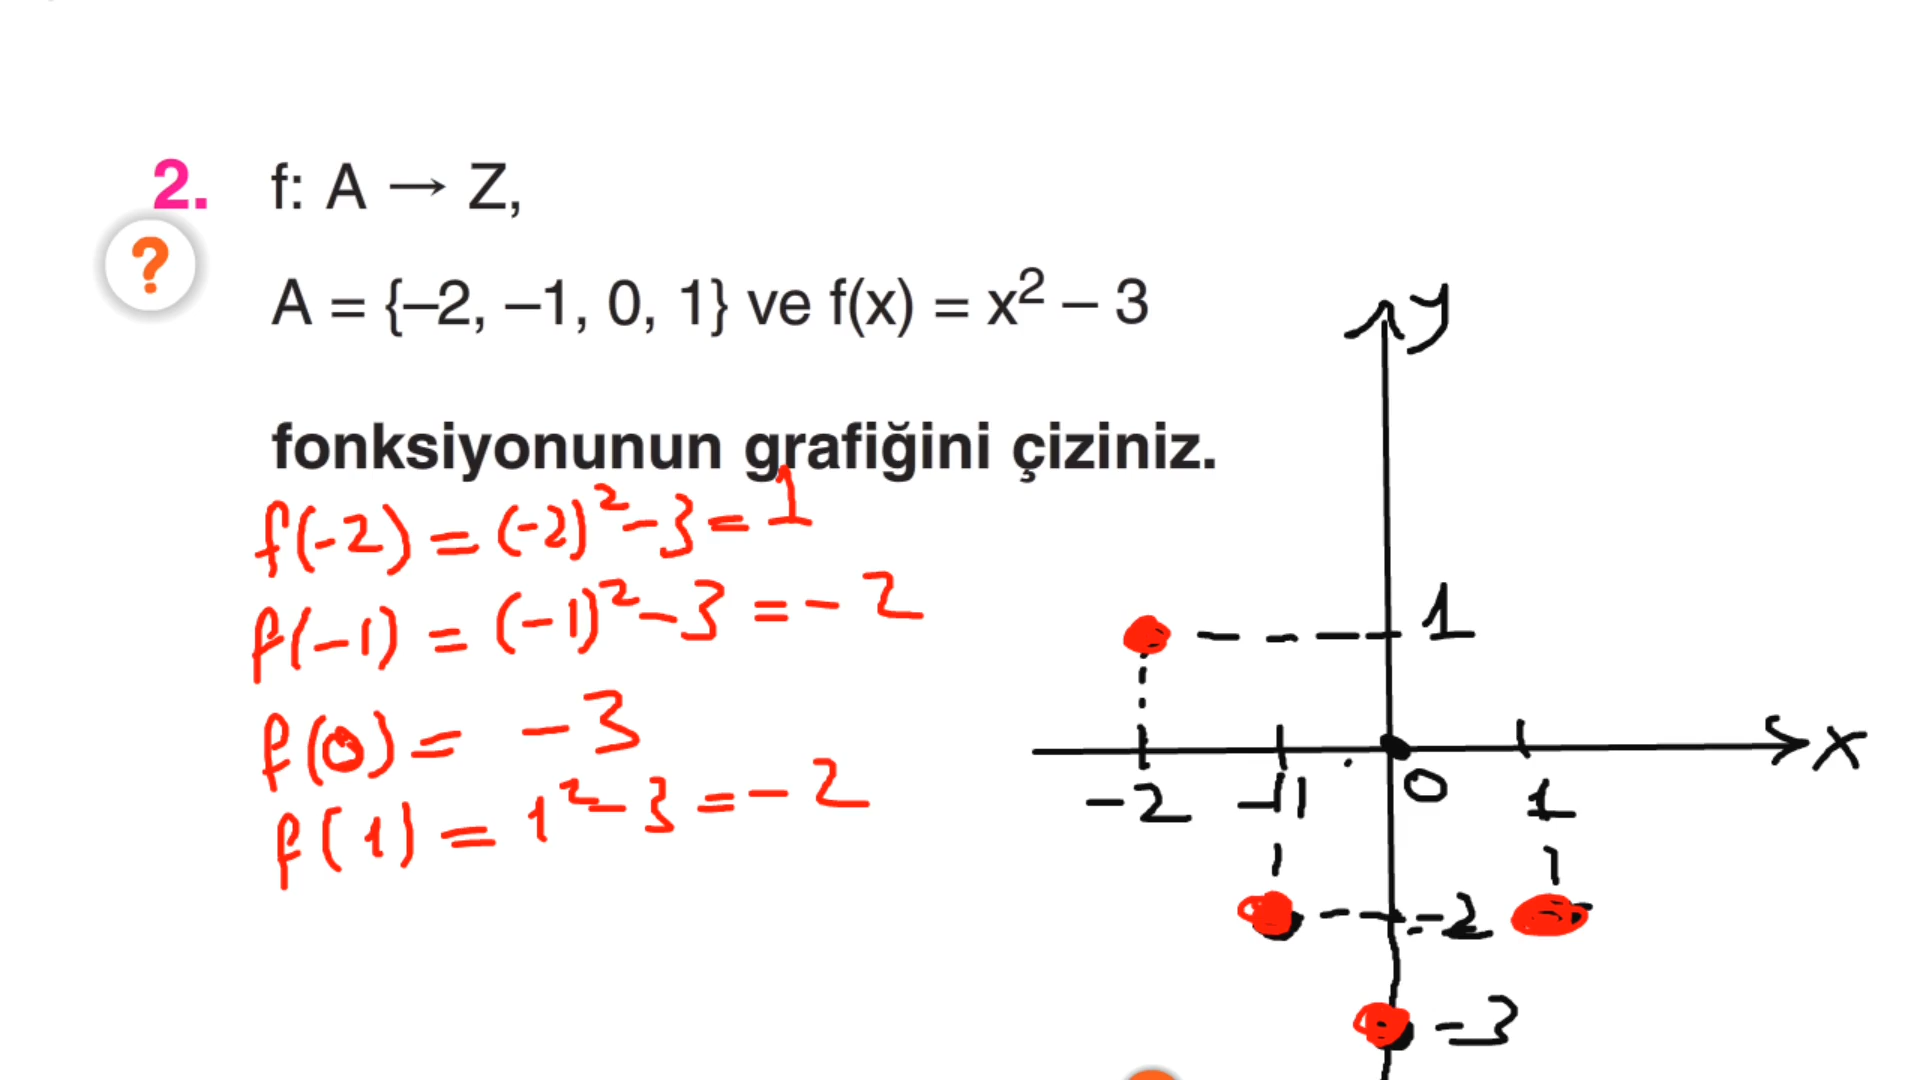 2. f: A → Z,
?
A = {–2, –1, 0, 1} ve f(x) = x² – 3
fonksiyonunun grafiğini çiziniz.
f(-2) = (-2)² - 3 = 1
f(-1) = (-1)² - 3 = -2
f(0) = -3
f(1) = 1² - 3 = -2
y
1
x
-2 -1 0 1
-2
-3